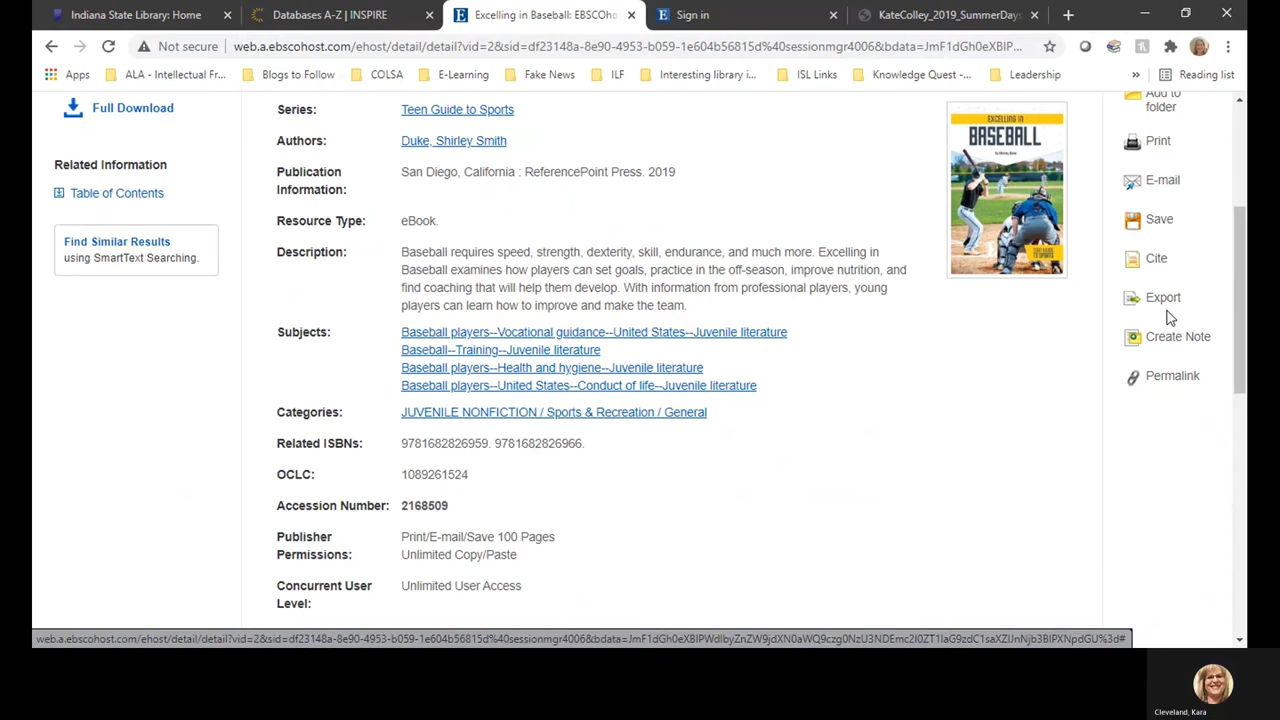 Indiana State Library: Home
Databases A-Z | INSPIRE
Excelling in Baseball: EBSCOho
Sign in
KateColley_2019_SummerDay
Not secure
web.a.ebscohost.com/ehost/detail/detail?vid=2&sid=df23148a-8e90-4953-b059-1e604b56815d%40sessionmgr4006&bdata=JmF1dGh0eXBlP...
Apps
ALA - Intellectual Fr...
Blogs to Follow
COLSA
E-Learning
Fake News
ILF
Interesting library i...
ISL Links
Knowledge Quest -...
Leadership
»
Reading list
Full Download
Related Information
Table of Contents
Find Similar Results
using SmartText Searching.
Series: Teen Guide to Sports
Authors: Duke, Shirley Smith
Publication Information: San Diego, California : ReferencePoint Press. 2019
Resource Type: eBook.
Description: Baseball requires speed, strength, dexterity, skill, endurance, and much more. Excelling in
Baseball examines how players can set goals, practice in the off-season, improve nutrition, and
find coaching that will help them develop. With information from professional players, young
players can learn how to improve and make the team.
Subjects: Baseball players--Vocational guidance--United States--Juvenile literature
Baseball--Training--Juvenile literature
Baseball players--Health and hygiene--Juvenile literature
Baseball players--United States--Conduct of life--Juvenile literature
Categories: JUVENILE NONFICTION / Sports & Recreation / General
Related ISBNs: 9781682826959. 9781682826966.
OCLC: 1089261524
Accession Number: 2168509
Publisher Print/E-mail/Save 100 Pages
Permissions: Unlimited Copy/Paste
Concurrent User Unlimited User Access
Level:
EXCELLING IN
BASEBALL
Add to
folder
Print
E-mail
Save
Cite
Export
Create Note
Permalink
Cleveland, Kara